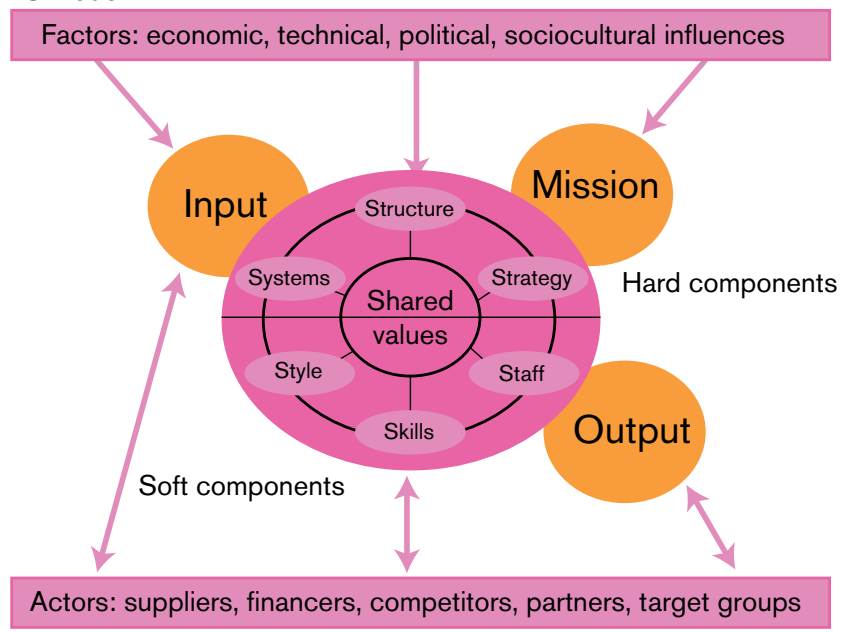 Factors: economic, technical, political, sociocultural influences
Input
Mission
Structure
Systems
Strategy
Hard components
Shared
values
Style
Staff
Skills
Output
Soft components
Actors: suppliers, financers, competitors, partners, target groups